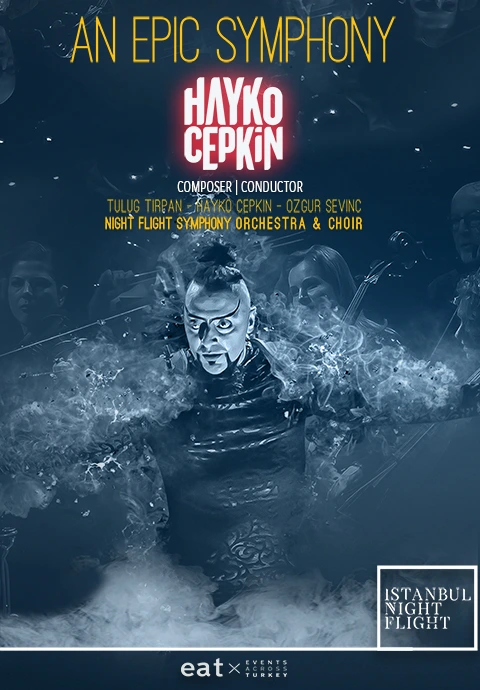 AN EPIC SYMPHONY
HAYKO
CEPKiN
COMPOSER | CONDUCTOR
TULUG TIRPAN - HAYKO CEPKIN - OZGUR SEVINC
NIGHT FLIGHT SYMPHONY ORCHESTRA & CHOIR
iSTANBUL
NIGHT
FLIGHT
eat × EVENTS
ACROSS
TURKEY